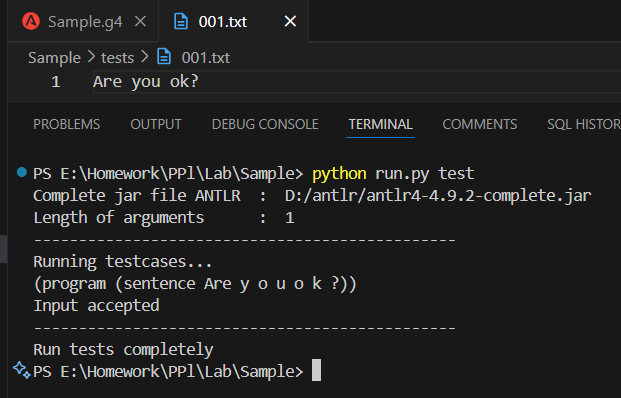 Sample.g4 001.txt
Sample > tests > 001.txt
1 Are you ok?
PROBLEMS OUTPUT DEBUG CONSOLE TERMINAL COMMENTS SQL HISTOR
PS E:\Homework\PPl\Lab\Sample> python run.py test
Complete jar file ANTLR  :  D:/antlr/antlr4-4.9.2-complete.jar
Length of arguments      :  1
-----------------------------------------------
Running testcases...
(program (sentence Are y o u o k ?))
Input accepted
-----------------------------------------------
Run tests completely
PS E:\Homework\PPl\Lab\Sample>